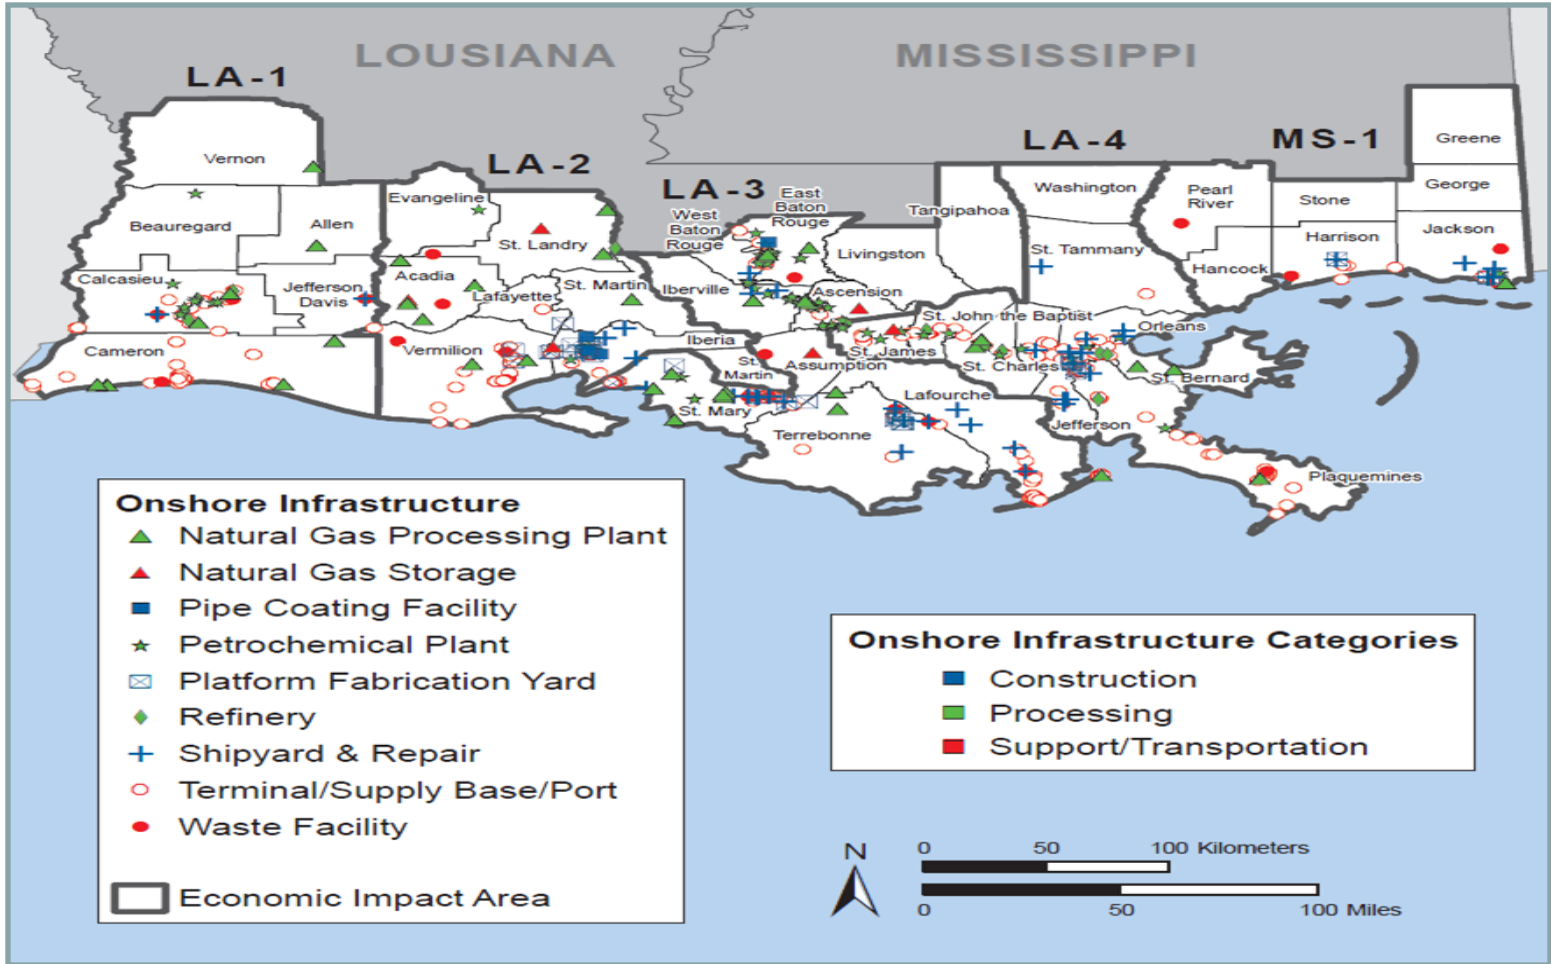 LOUSIANA
MISSISSIPPI
LA-1
LA-2
LA-3
LA-4
MS-1
Vernon
Beauregard
Allen
Calcasieu
Jefferson
Davis
Cameron
Evangeline
St. Landry
Acadia
Lafayette
St. Martin
Vermilion
Iberia
St.
Martin
St. Mary
West
Baton
Rouge
East
Baton
Rouge
Iberville
Livingston
Ascension
Tangipahoa
St. John the Baptist
St. James
Assumption
St. Charles
Lafourche
Terrebonne
Jefferson
Washington
St. Tammany
Orleans
St. Bernard
Plaquemines
Pearl
River
Hancock
Stone
Harrison
Greene
George
Jackson
Onshore Infrastructure
Natural Gas Processing Plant
Natural Gas Storage
Pipe Coating Facility
Petrochemical Plant
Platform Fabrication Yard
Refinery
Shipyard & Repair
Terminal/Supply Base/Port
Waste Facility
Economic Impact Area
Onshore Infrastructure Categories
Construction
Processing
Support/Transportation
N
0 50 100 Kilometers
0 50 100 Miles